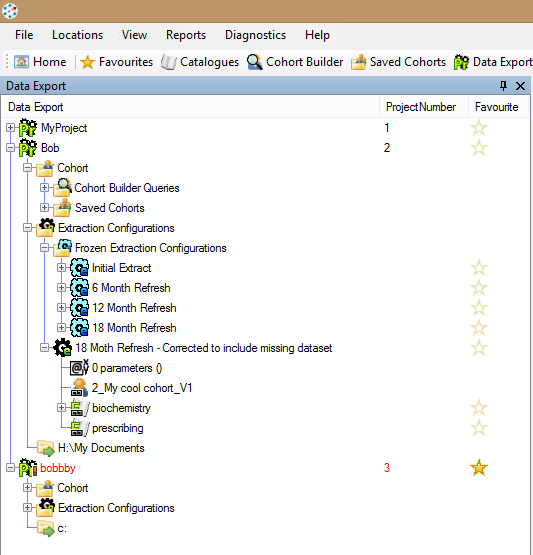 File Locations View Reports Diagnostics Help
Home Favourites Catalogues Cohort Builder Saved Cohorts Data Export
Data Export
Data Export ProjectNumber Favourite
MyProject 1
Bob 2
Cohort
Cohort Builder Queries
Saved Cohorts
Extraction Configurations
Frozen Extraction Configurations
Initial Extract
6 Month Refresh
12 Month Refresh
18 Month Refresh
18 Moth Refresh - Corrected to include missing dataset
0 parameters ()
2_My cool cohort_V1
biochemistry
prescribing
H:\My Documents
bobbby 3
Cohort
Extraction Configurations
c: